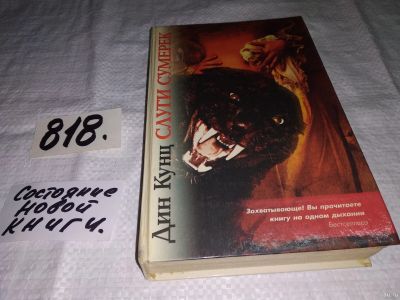 818.
Состояние
новой
книги.
Дин Кунц СЛУГИ СУМЕРЕК
Захватывающе! Вы прочитаете
книгу на одном дыхании
Бестселлер